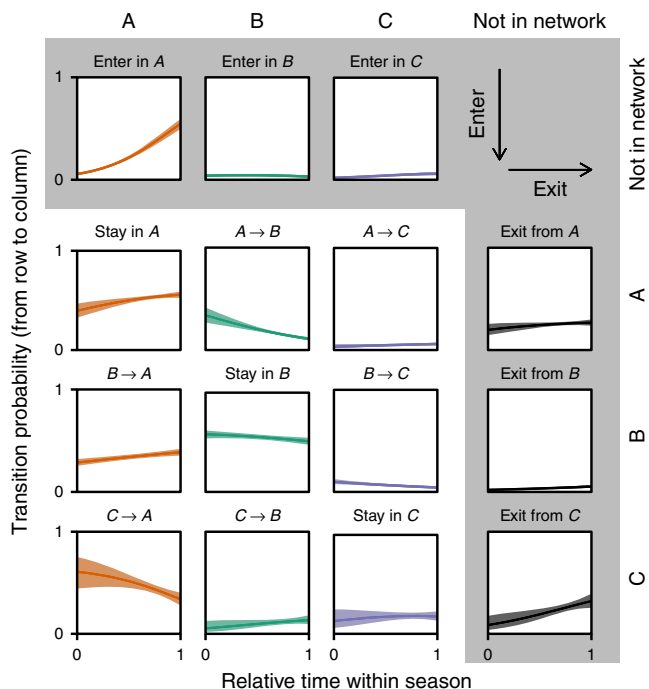 A B C Not in network
Enter in A Enter in B Enter in C
1
0
Enter
Exit
Not in network
Stay in A A → B A → C Exit from A
1
0
A
B → A Stay in B B → C Exit from B
1
0
B
C → A C → B Stay in C Exit from C
1
0
C
0 1 0 1 0 1 0 1
Relative time within season
Transition probability (from row to column)